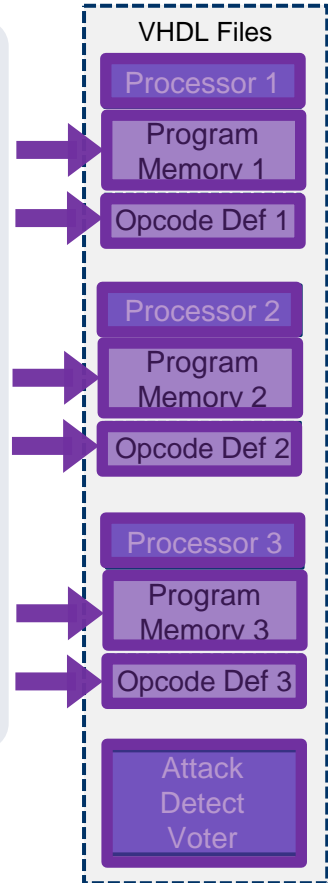 VHDL Files
Processor 1
Program
Memory 1
Opcode Def 1
Processor 2
Program
Memory 2
Opcode Def 2
Processor 3
Program
Memory 3
Opcode Def 3
Attack
Detect
Voter